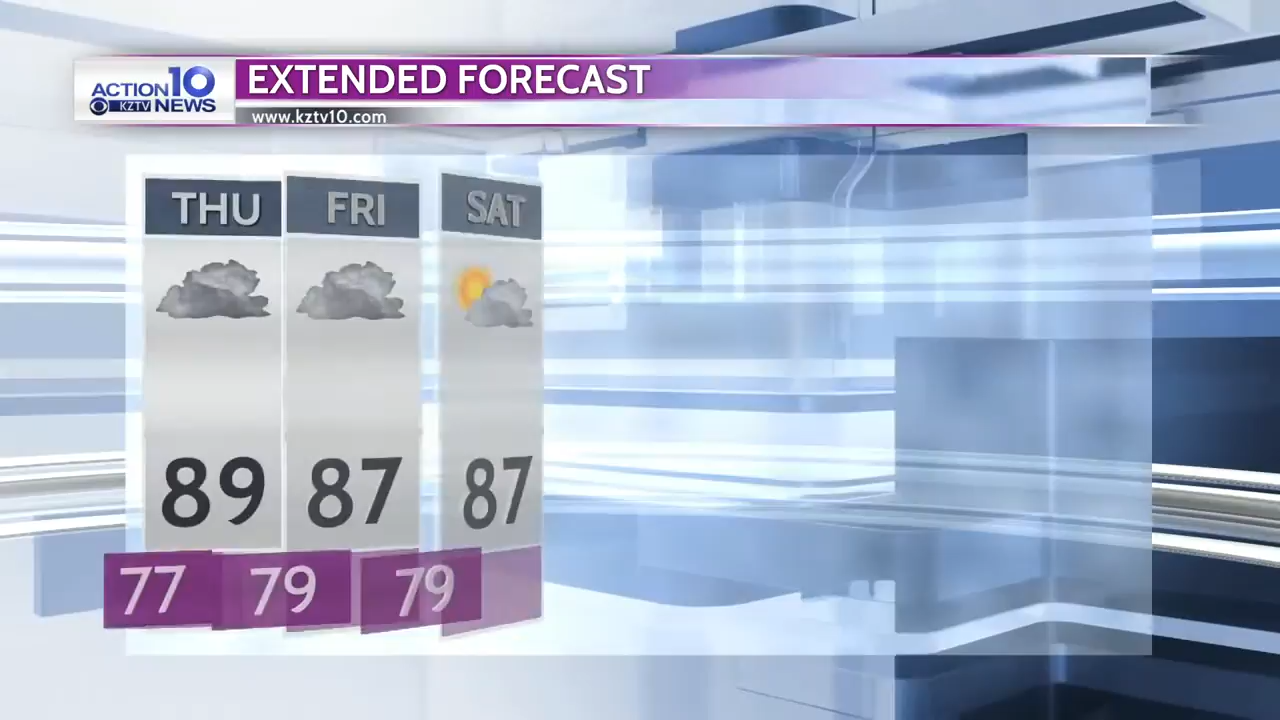 ACTION 10
KZTV NEWS
EXTENDED FORECAST
www.kztv10.com
THU FRI SAT
89 87 87
77 79 79